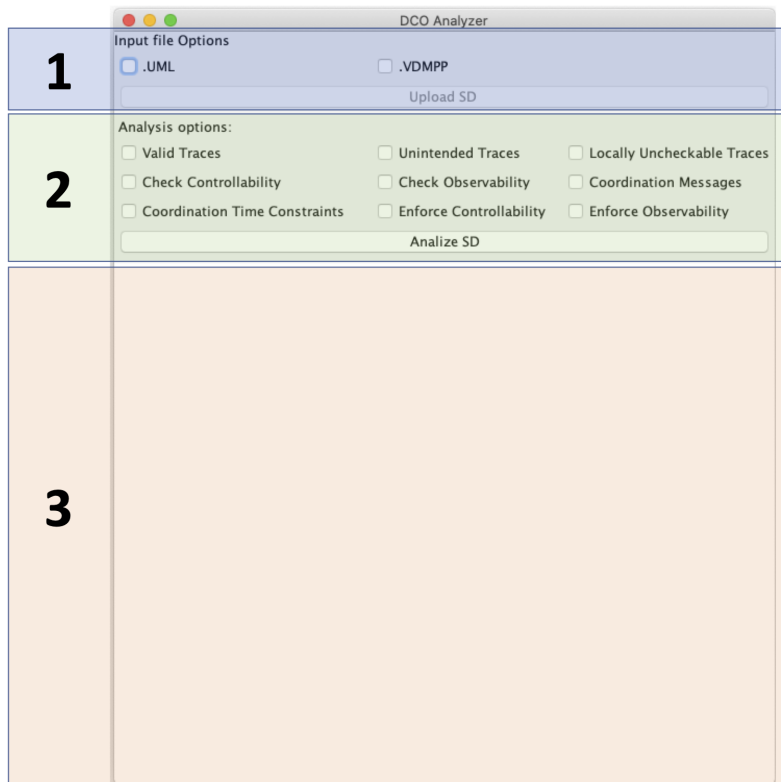 DCO Analyzer
1
Input file Options
.UML .VDMPP
Upload SD
2
Analysis options:
Valid Traces Unintended Traces Locally Uncheckable Traces
Check Controllability Check Observability Coordination Messages
Coordination Time Constraints Enforce Controllability Enforce Observability
Analize SD
3